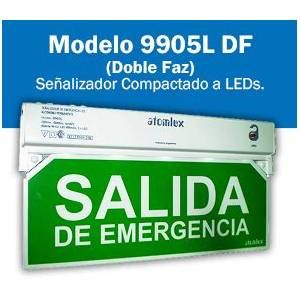 Modelo 9905L DF
(Doble Faz)
Señalizador Compactado a LEDs.
atomlux
SALIDA
DE EMERGENCIA